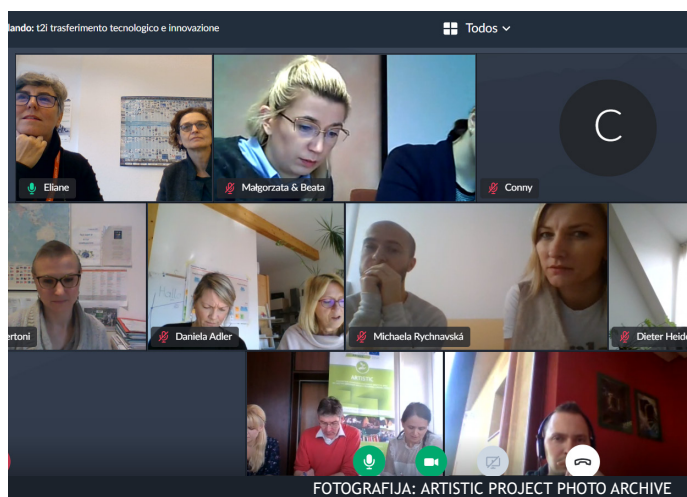 lando: t2i trasferimento tecnologico e innovazione
Todos
Eliane
Małgorzata & Beata
C
Conny
ertoni
Daniela Adler
Michaela Rychnavská
Dieter Heide
ARTISTIC
FOTOGRAFIJA: ARTISTIC PROJECT PHOTO ARCHIVE